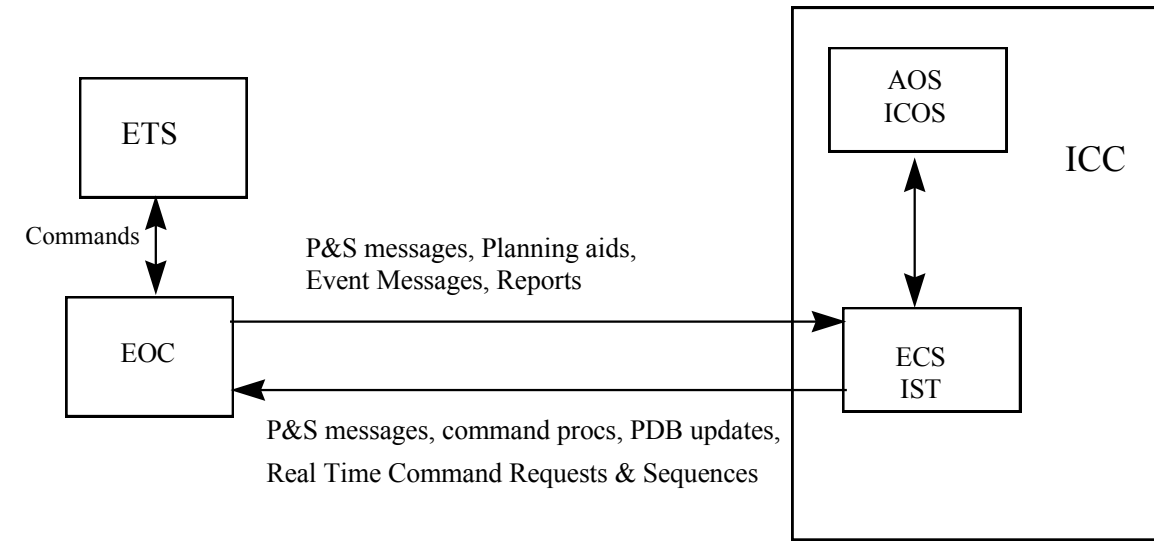 AOS
ICOS
ETS
ICC
Commands
P&S messages, Planning aids,
Event Messages, Reports
EOC
ECS
IST
P&S messages, command procs, PDB updates,
Real Time Command Requests & Sequences